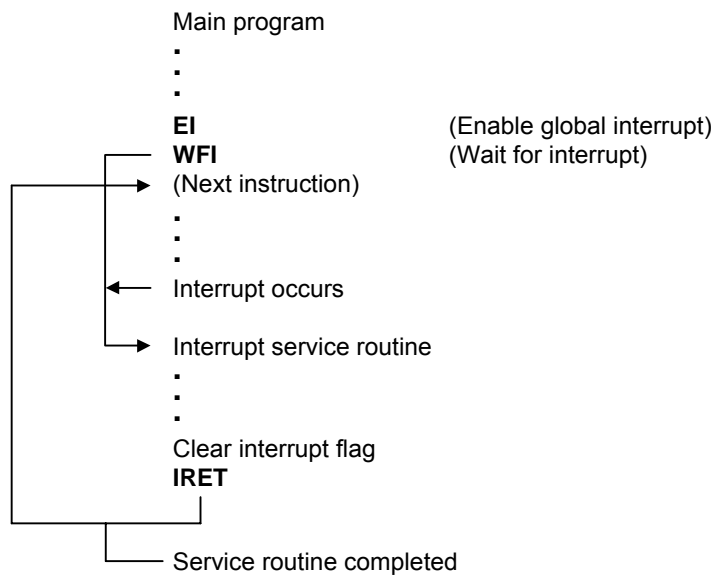 Main program
EI (Enable global interrupt)
WFI (Wait for interrupt)
(Next instruction)
Interrupt occurs
Interrupt service routine
Clear interrupt flag
IRET
Service routine completed